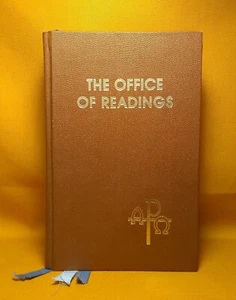 THE OFFICE
OF READINGS